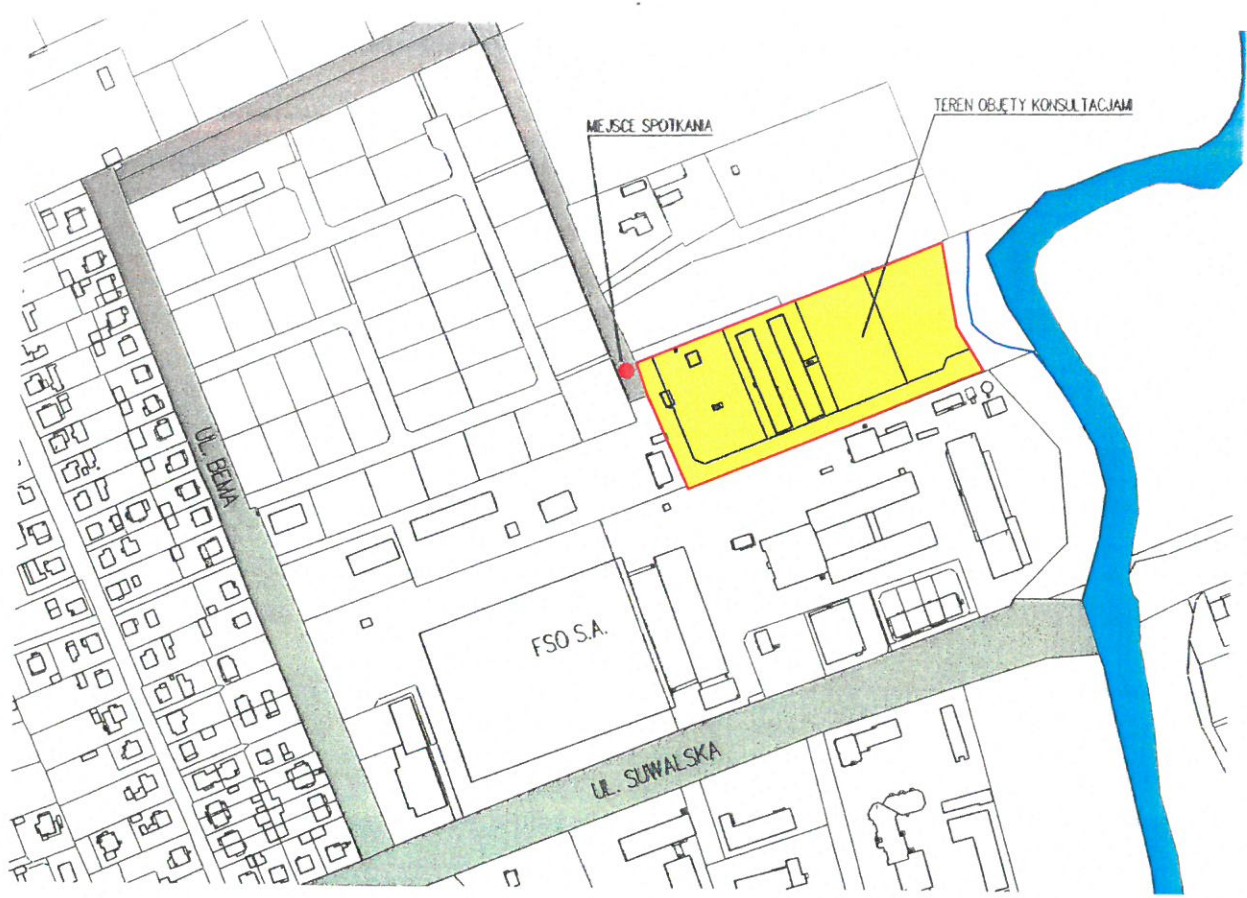 TEREN OBJĘTY KONSULTACJAMI
MIEJSCE SPOTKANIA
UL. BEMA
FSO S.A.
UL. SUWALSKA